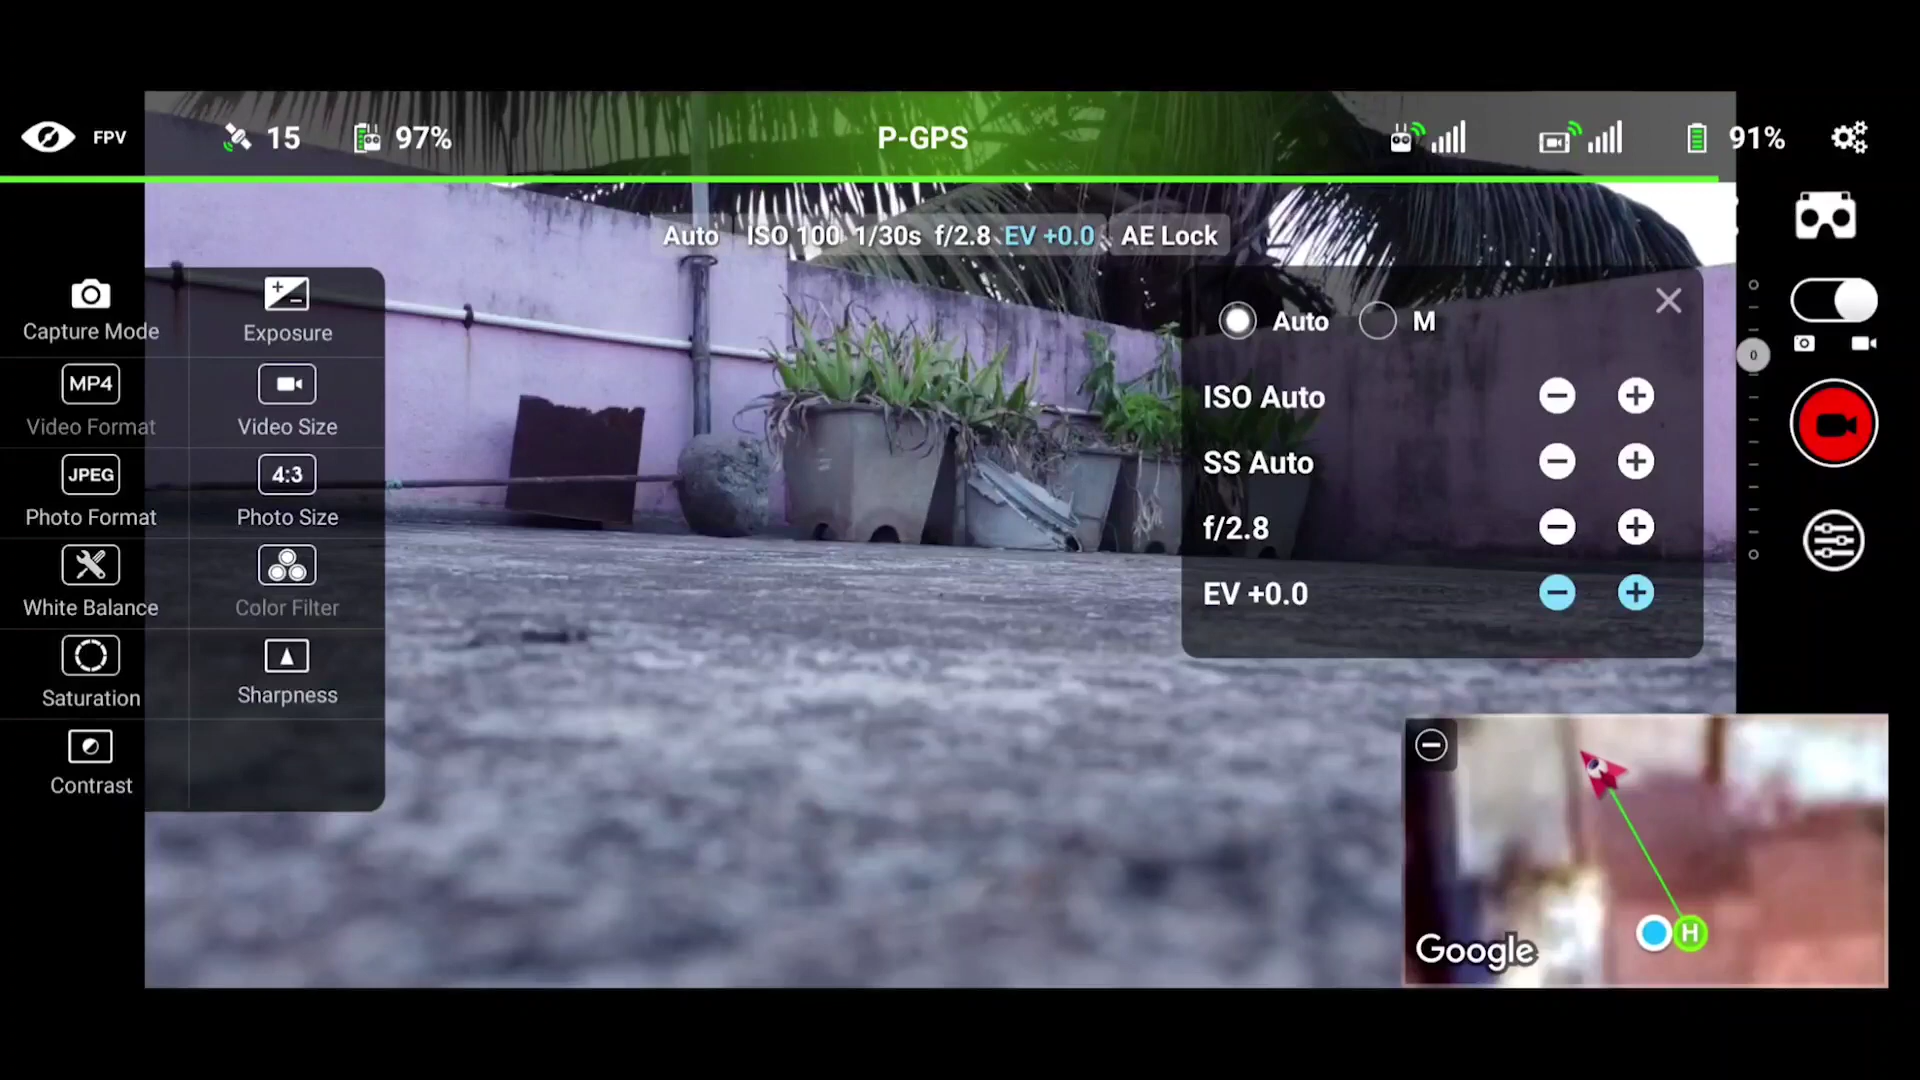 FPV
15
97%
P-GPS
91%
Auto ISO 100 1/30s f/2.8 EV +0.0 AE Lock
Capture Mode
Exposure
MP4
Video Format
Video Size
JPEG
Photo Format
4:3
Photo Size
White Balance
Color Filter
Saturation
Sharpness
Contrast
Auto M
ISO Auto
SS Auto
f/2.8
EV +0.0
0
H
Google